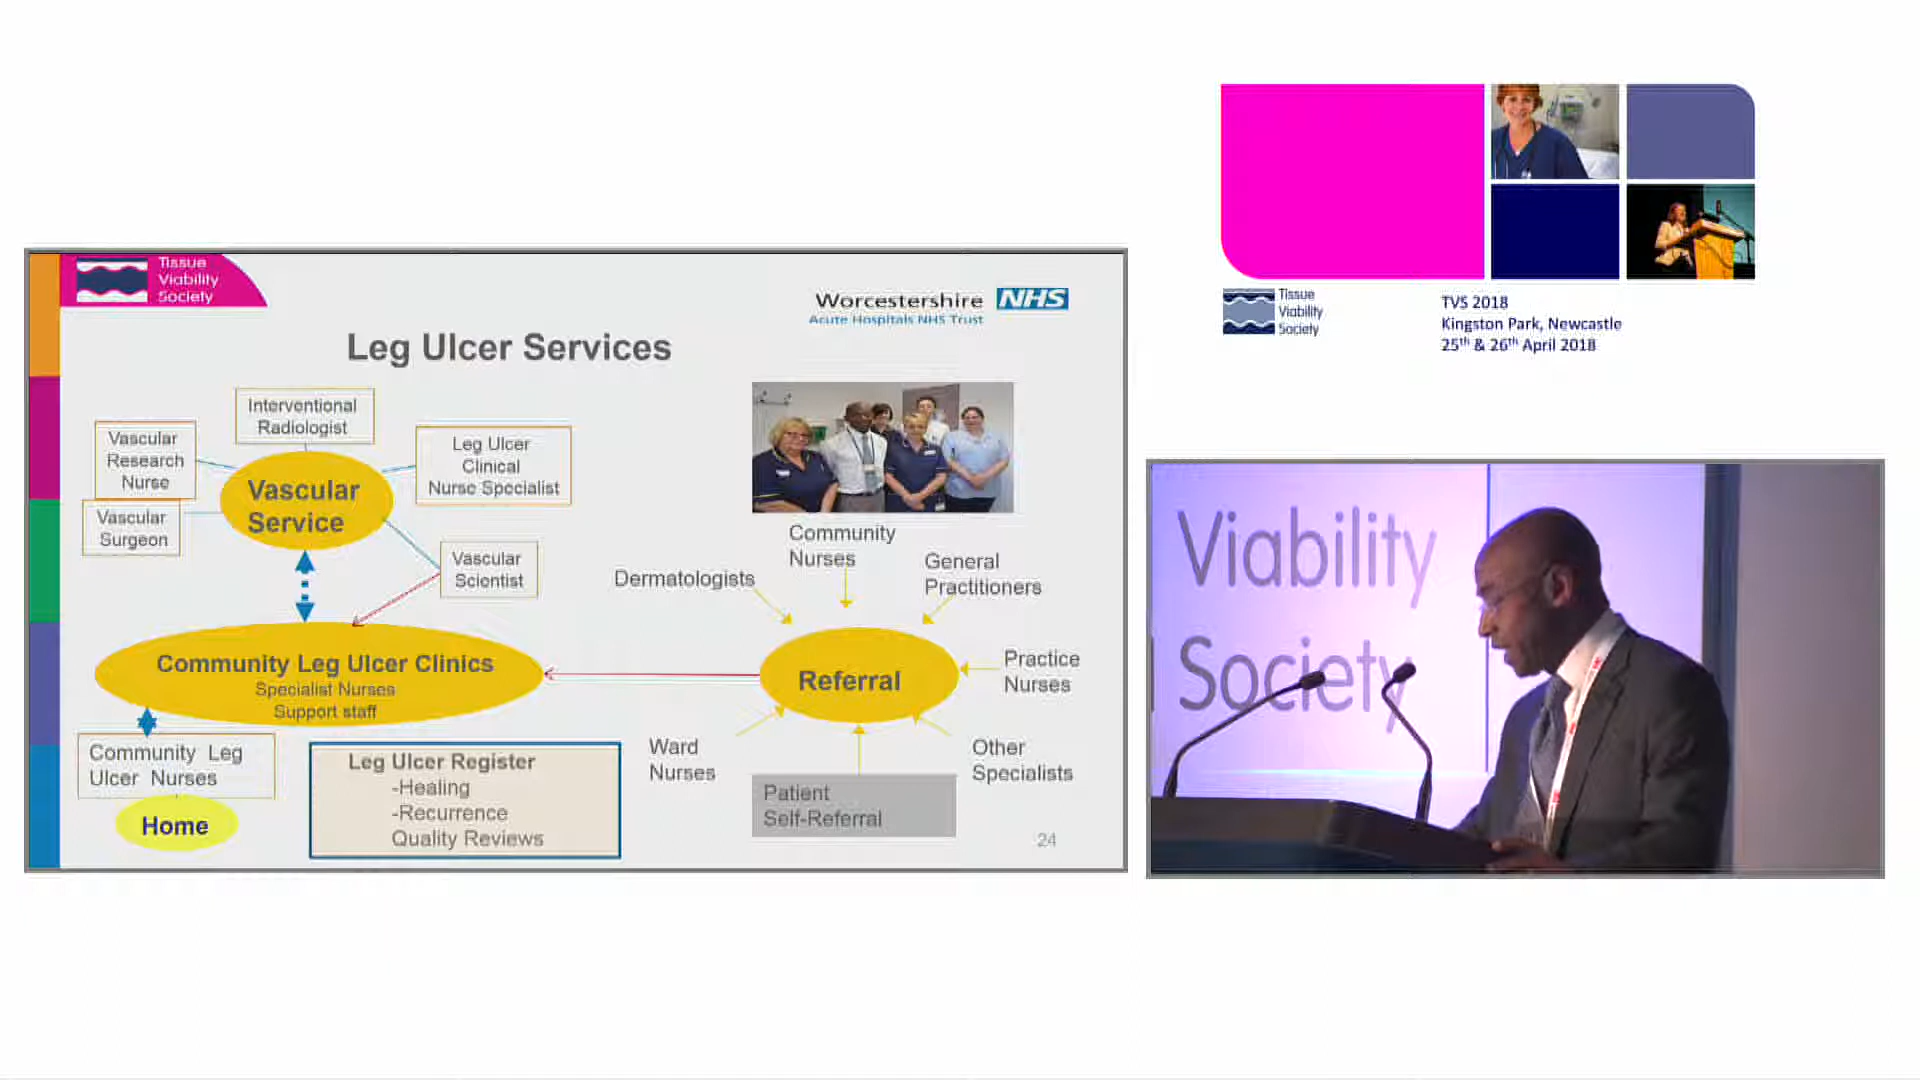 Tissue
Viability
Society
Worcestershire NHS
Acute Hospitals NHS Trust
Leg Ulcer Services
Interventional
Radiologist
Vascular
Research
Nurse
Leg Ulcer
Clinical
Nurse Specialist
Vascular
Service
Vascular
Surgeon
Vascular
Scientist
Community Leg Ulcer Clinics
Specialist Nurses
Support staff
Community Leg
Ulcer Nurses
Home
Leg Ulcer Register
-Healing
-Recurrence
Quality Reviews
Community
Nurses
Dermatologists
General
Practitioners
Referral
Practice
Nurses
Ward
Nurses
Other
Specialists
Patient
Self-Referral
24
Tissue
Viability
Society
TVS 2018
Kingston Park, Newcastle
25th & 26th April 2018
Viability
Society